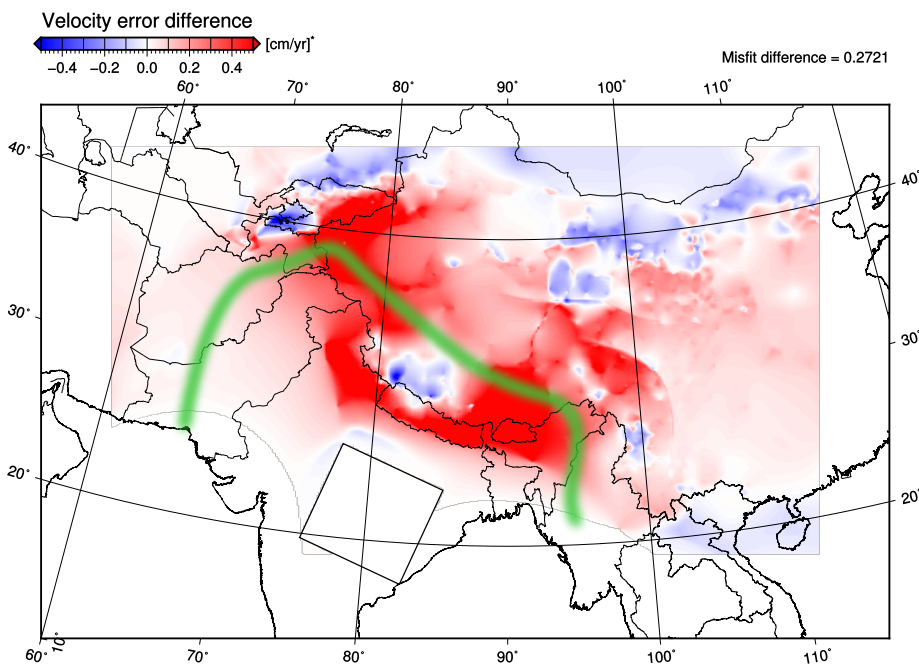 Velocity error difference
[cm/yr]*
−0.4 −0.2 0.0 0.2 0.4
Misfit difference = 0.2721
60° 70° 80° 90° 100° 110°
40° 40°
30° 30°
20° 20°
10°
60° 70° 80° 90° 100° 110°